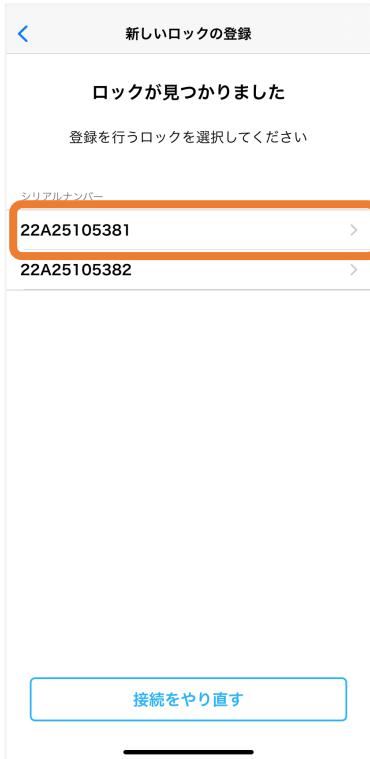 新しいロックの登録
ロックが見つかりました
登録を行うロックを選択してください
シリアルナンバー
22A25105381
22A25105382
接続をやり直す